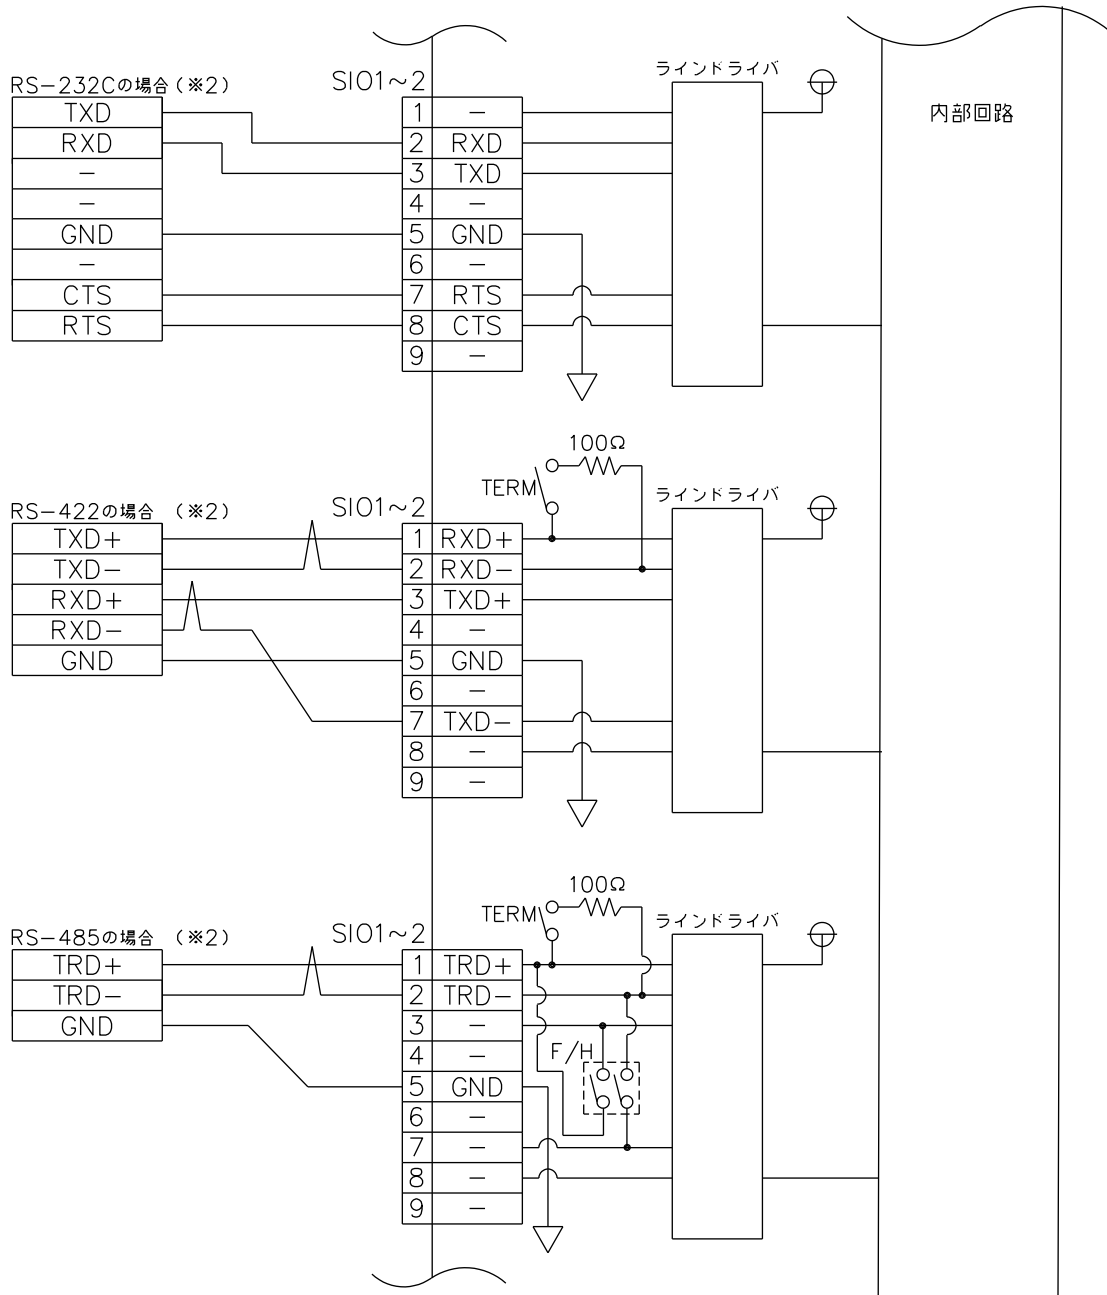 RS-232Cの場合(※2)
SIO1~2
ラインドライバ
内部回路
TXD
1 -
RXD
2 RXD
-
3 TXD
-
4 -
GND
5 GND
-
6 -
CTS
7 RTS
RTS
8 CTS
9 -
100Ω
TERM
RS-422の場合 (※2)
SIO1~2
ラインドライバ
TXD+
1 RXD+
TXD-
2 RXD-
RXD+
3 TXD+
RXD-
4 -
GND
5 GND
6 -
7 TXD-
8 -
9 -
100Ω
TERM
RS-485の場合 (※2)
SIO1~2
ラインドライバ
TRD+
1 TRD+
TRD-
2 TRD-
GND
3 -
4 -
F/H
5 GND
6 -
7 -
8 -
9 -